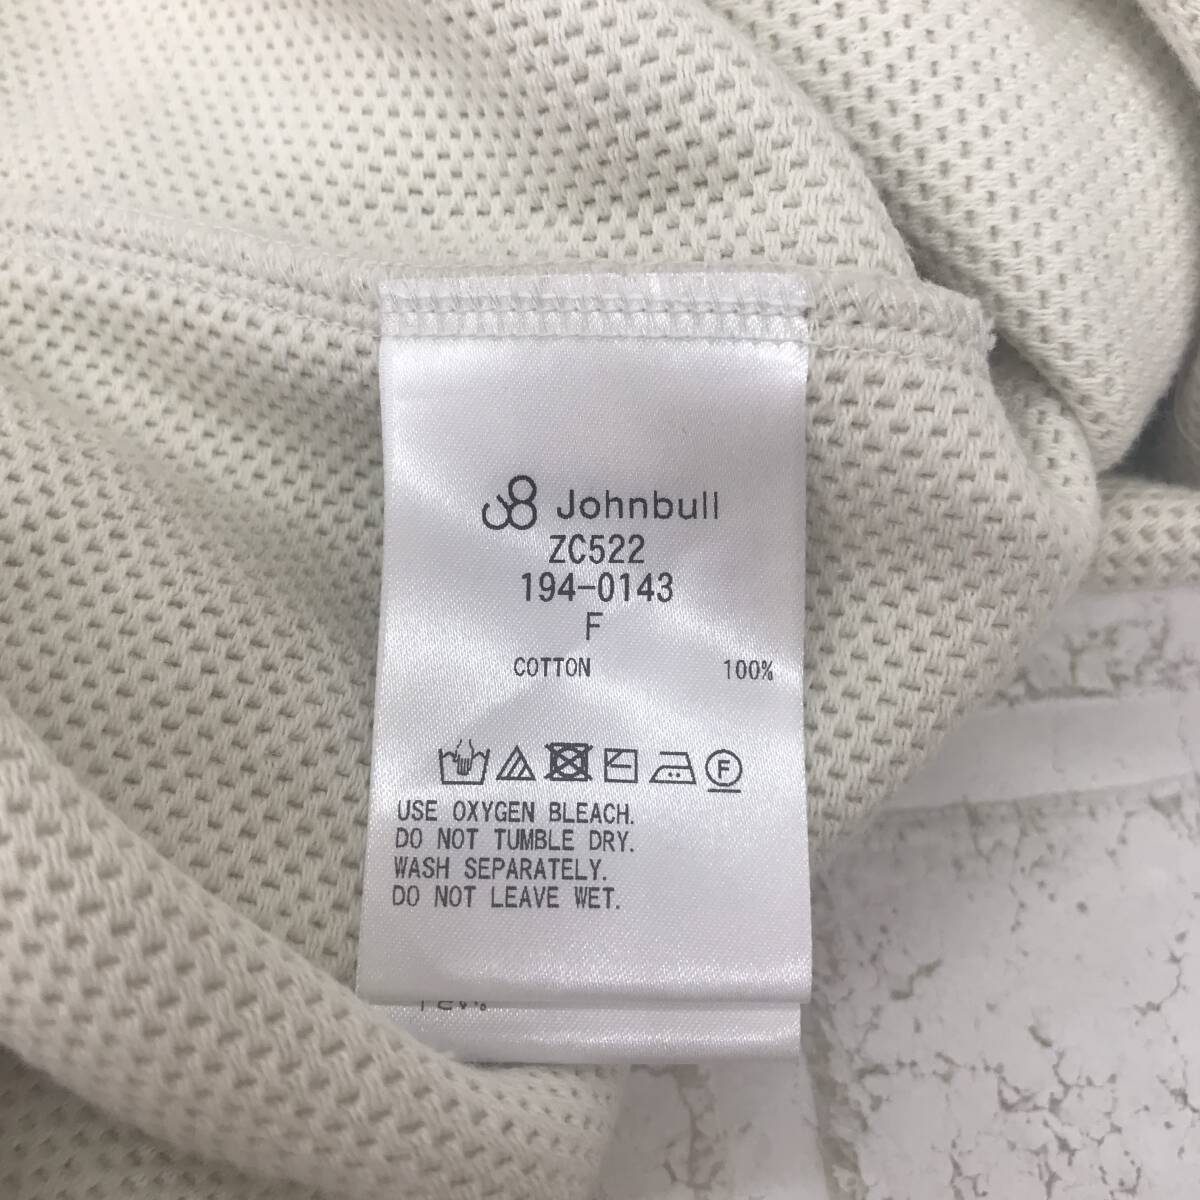 Johnbull
ZC522
194-0143
F
COTTON 100%
F
USE OXYGEN BLEACH.
DO NOT TUMBLE DRY.
WASH SEPARATELY.
DO NOT LEAVE WET.